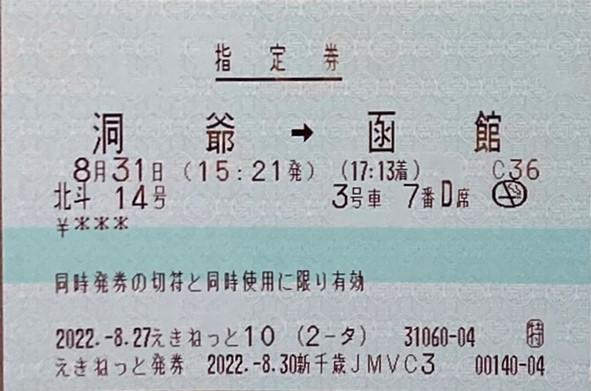 指定券
洞爺 → 函館
8月31日 (15:21発) (17:13着) C36
北斗 14号 3号車 7番D席
¥***
同時発券の切符と同時使用に限り有効
2022.-8.27えきねっと10 (2-タ) 31060-04 ㊕
えきねっと発券 2022.-8.30新千歳JMVC3 00140-04